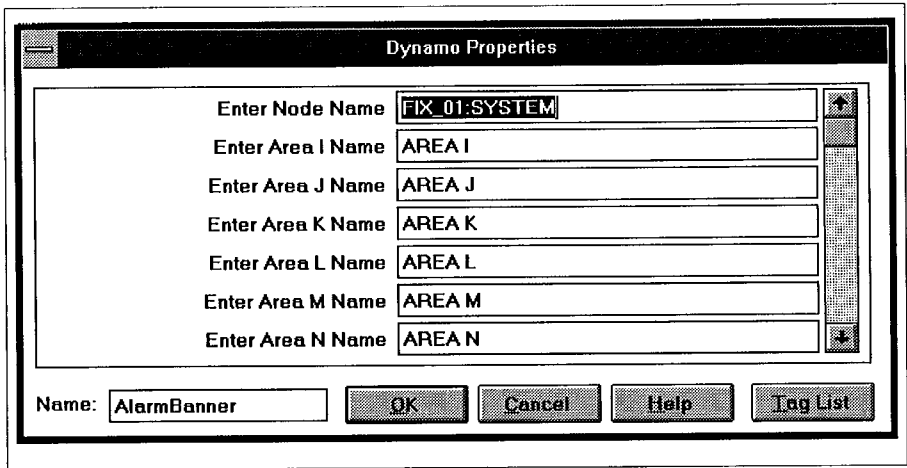 Dynamo Properties
Enter Node Name FIX_01:SYSTEM
Enter Area I Name AREA I
Enter Area J Name AREA J
Enter Area K Name AREA K
Enter Area L Name AREA L
Enter Area M Name AREA M
Enter Area N Name AREA N
Name: AlarmBanner OK Cancel Help Tag List